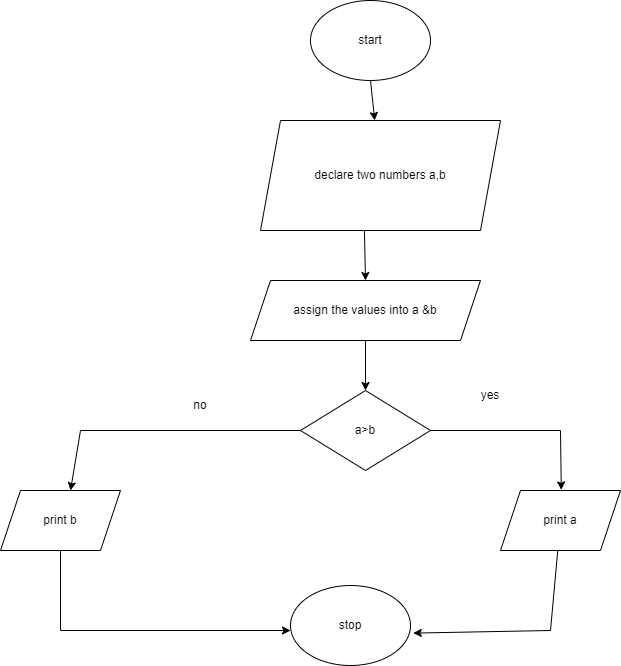 start
declare two numbers a,b
assign the values into a &b
a>b
no
yes
print b
print a
stop